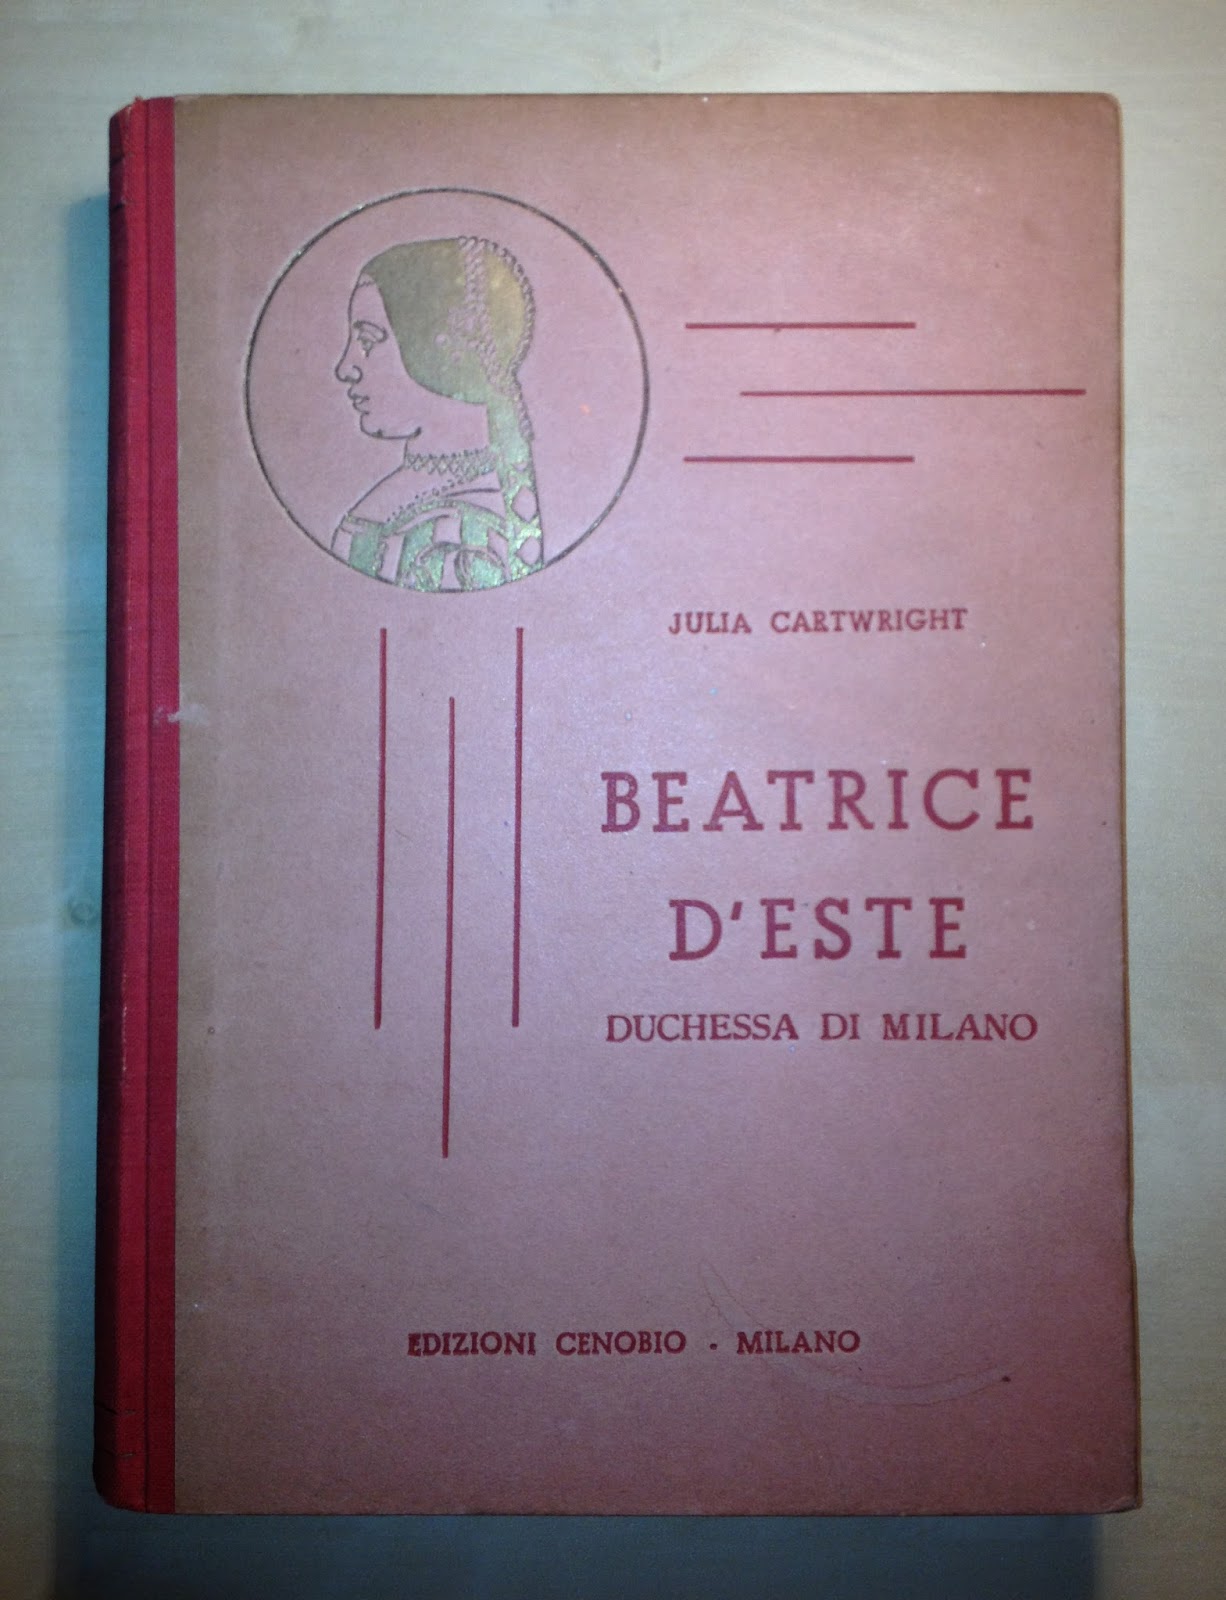 JULIA CARTWRIGHT
BEATRICE
D'ESTE
DUCHESSA DI MILANO
EDIZIONI CENOBIO - MILANO